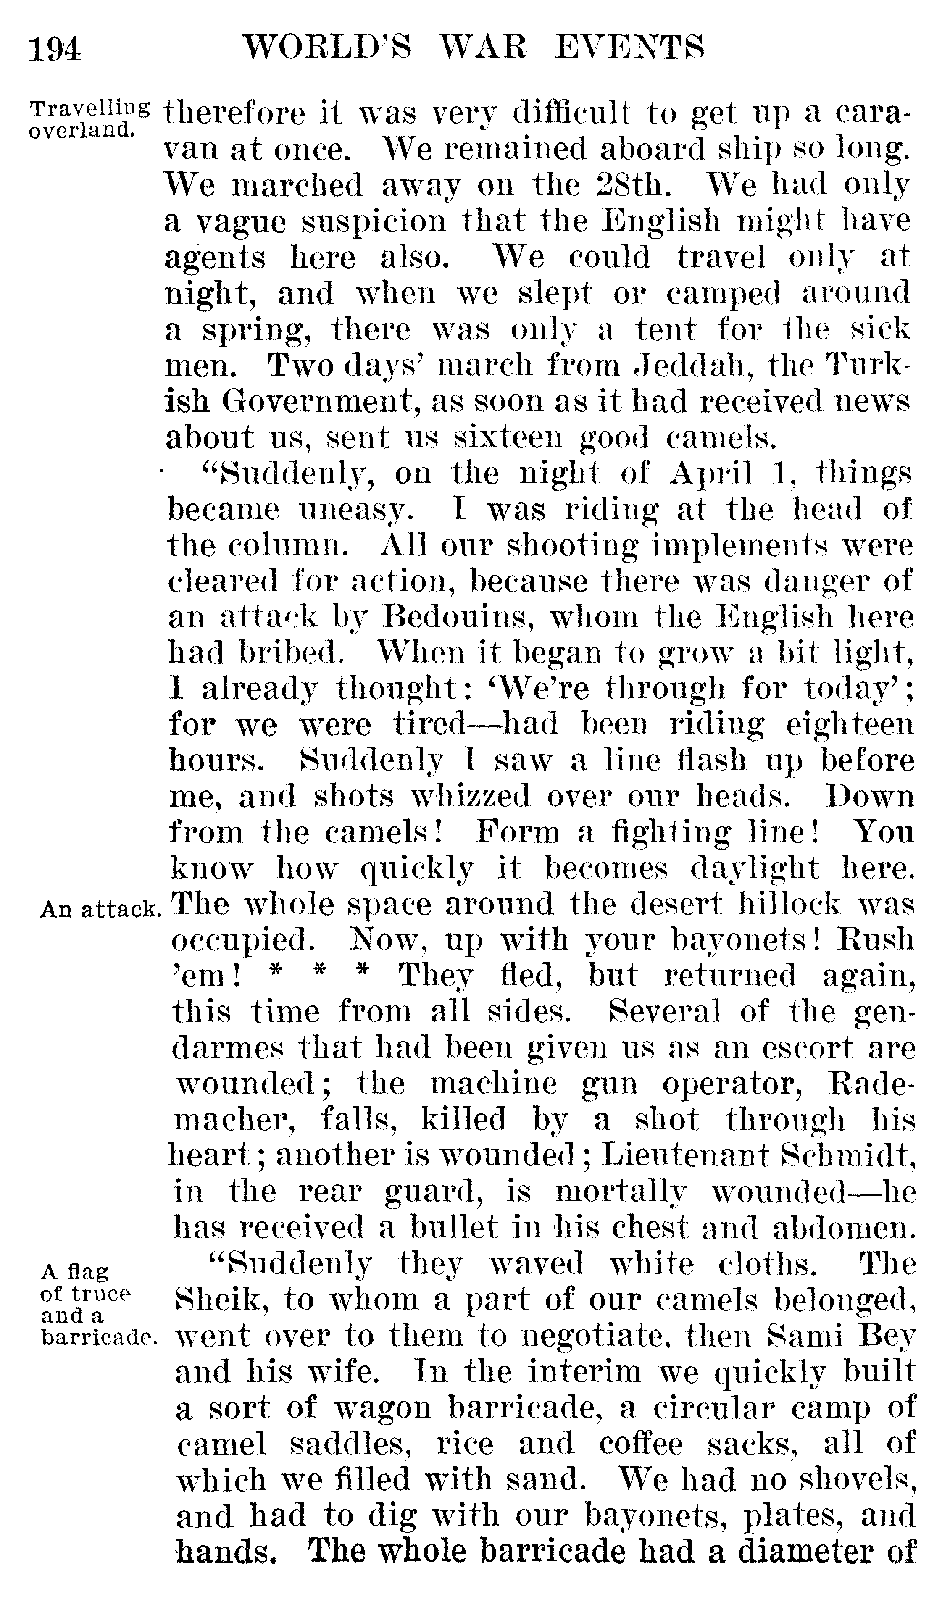 194 WORLD'S WAR EVENTS
Travelling
overland.
therefore it was very difficult to get up a cara-
van at once. We remained aboard ship so long.
We marched away on the 28th. We had only
a vague suspicion that the English might have
agents here also. We could travel only at
night, and when we slept or camped around
a spring, there was only a tent for the sick
men. Two days' march from Jeddah, the Turk-
ish Government, as soon as it had received news
about us, sent us sixteen good camels.
"Suddenly, on the night of April 1, things
became uneasy. I was riding at the head of
the column. All our shooting implements were
cleared for action, because there was danger of
an attack by Bedouins, whom the English here
had bribed. When it began to grow a bit light,
I already thought: 'We're through for today';
for we were tired—had been riding eighteen
hours. Suddenly I saw a line flash up before
me, and shots whizzed over our heads. Down
from the camels! Form a fighting line! You
know how quickly it becomes daylight here.
An attack.
The whole space around the desert hillock was
occupied. Now, up with your bayonets! Rush
'em! * * * They fled, but returned again,
this time from all sides. Several of the gen-
darmes that had been given us as an escort are
wounded; the machine gun operator, Rade-
macher, falls, killed by a shot through his
heart; another is wounded; Lieutenant Schmidt,
in the rear guard, is mortally wounded—he
has received a bullet in his chest and abdomen.
A flag
of truce
and a
barricade.
"Suddenly they waved white cloths. The
Sheik, to whom a part of our camels belonged,
went over to them to negotiate, then Sami Bey
and his wife. In the interim we quickly built
a sort of wagon barricade, a circular camp of
camel saddles, rice and coffee sacks, all of
which we filled with sand. We had no shovels,
and had to dig with our bayonets, plates, and
hands. The whole barricade had a diameter of